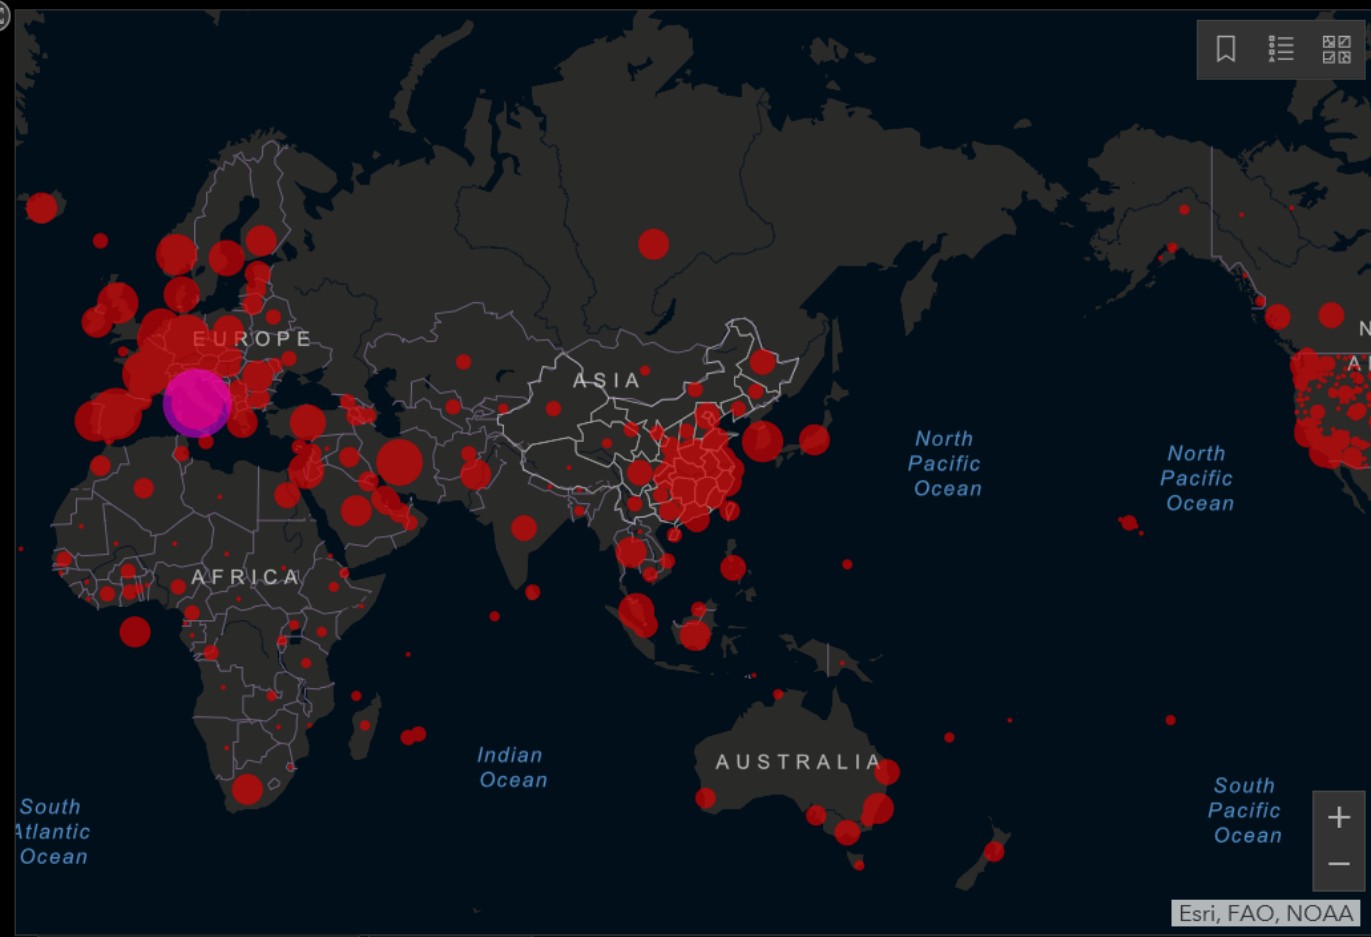 EUROPE
N
A
ASIA
North
Pacific
Ocean
North
Pacific
Ocean
AFRICA
Indian
Ocean
AUSTRALIA
South
Atlantic
Ocean
South
Pacific
Ocean
+
−
Esri, FAO, NOAA